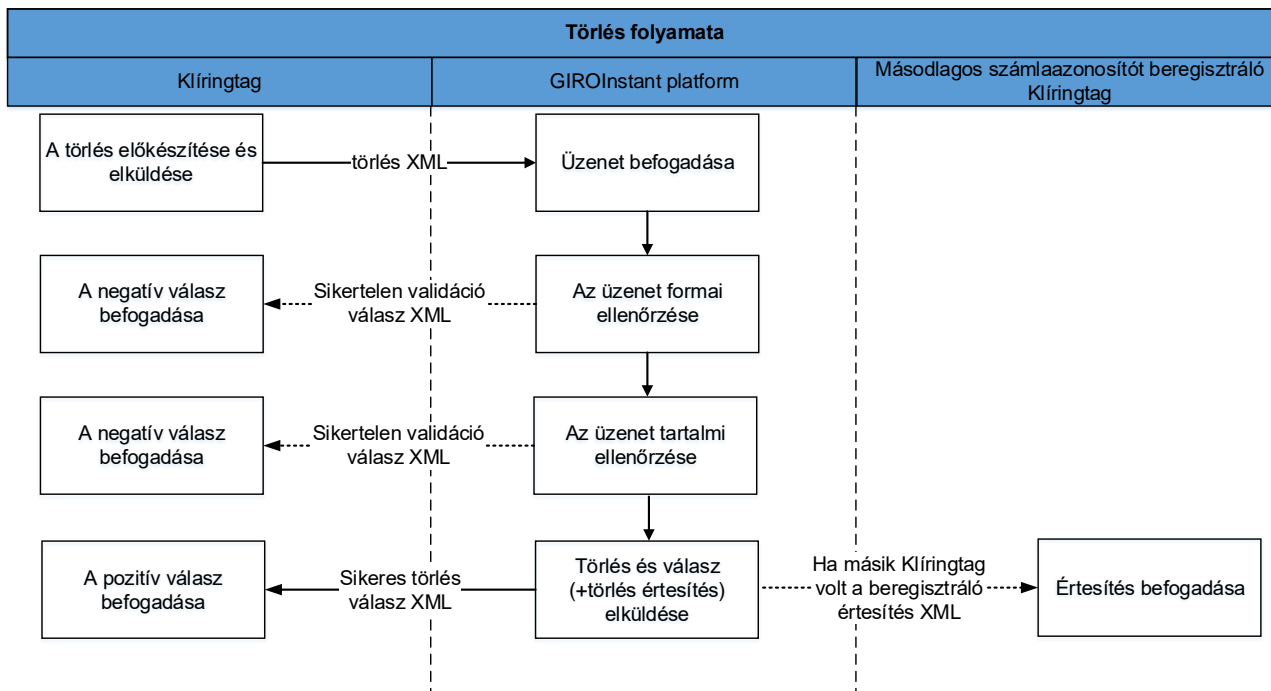 Törlés folyamata
Klíringtag
GIROInstant platform
Másodlagos számlaazonosítót beregisztráló
Klíringtag
A törlés előkészítése és
elküldése
törlés XML
Üzenet befogadása
A negatív válasz
befogadása
Sikertelen validáció
válasz XML
Az üzenet formai
ellenőrzése
A negatív válasz
befogadása
Sikertelen validáció
válasz XML
Az üzenet tartalmi
ellenőrzése
A pozitív válasz
befogadása
Sikeres törlés
válasz XML
Törlés és válasz
(+törlés értesítés)
elküldése
Ha másik Klíringtag
volt a beregisztráló
értesítés XML
Értesítés befogadása